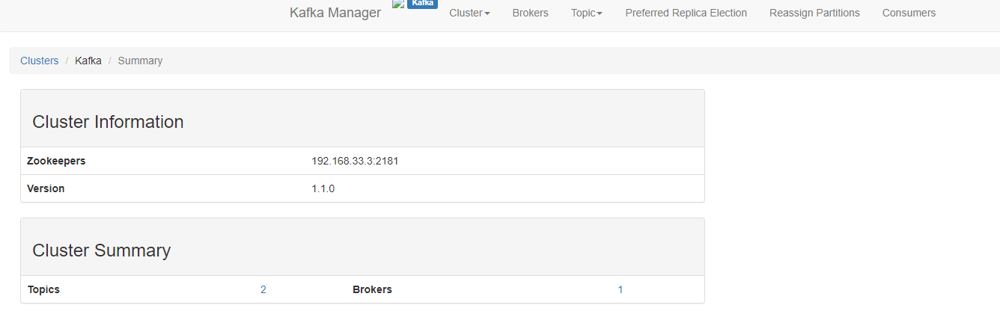 Kafka Manager Kafka Cluster Brokers Topic Preferred Replica Election Reassign Partitions Consumers
Clusters / Kafka / Summary
Cluster Information
Zookeepers 192.168.33.3:2181
Version 1.1.0
Cluster Summary
Topics 2 Brokers 1